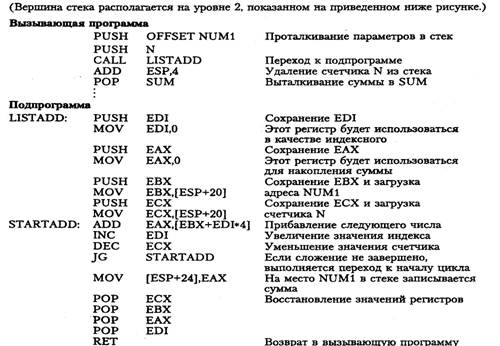 (Вершина стека располагается на уровне 2, показанном на приведенном ниже рисунке.)
Вызывающая программа
PUSH OFFSET NUM1 Проталкивание параметров в стек
PUSH N
CALL LISTADD Переход к подпрограмме
ADD ESP,4 Удаление счетчика N из стека
POP SUM Выталкивание суммы в SUM
⋮
Подпрограмма
LISTADD: PUSH EDI Сохранение EDI
MOV EDI,0 Этот регистр будет использоваться
в качестве индексного
PUSH EAX Сохранение EAX
MOV EAX,0 Этот регистр будет использоваться
для накопления суммы
PUSH EBX Сохранение EBX и загрузка
MOV EBX,[ESP+20] адреса NUM1
PUSH ECX Сохранение ECX и загрузка
MOV ECX,[ESP+20] счетчика N
STARTADD: ADD EAX,[EBX+EDI*4] Прибавление следующего числа
INC EDI Увеличение значения индекса
DEC ECX Уменьшение значения счетчика
JG STARTADD Если сложение не завершено,
выполняется переход к началу цикла
MOV [ESP+24],EAX На место NUM1 в стеке записывается
сумма
POP ECX Восстановление значений регистров
POP EBX
POP EAX
POP EDI
RET Возврат в вызывающую программу